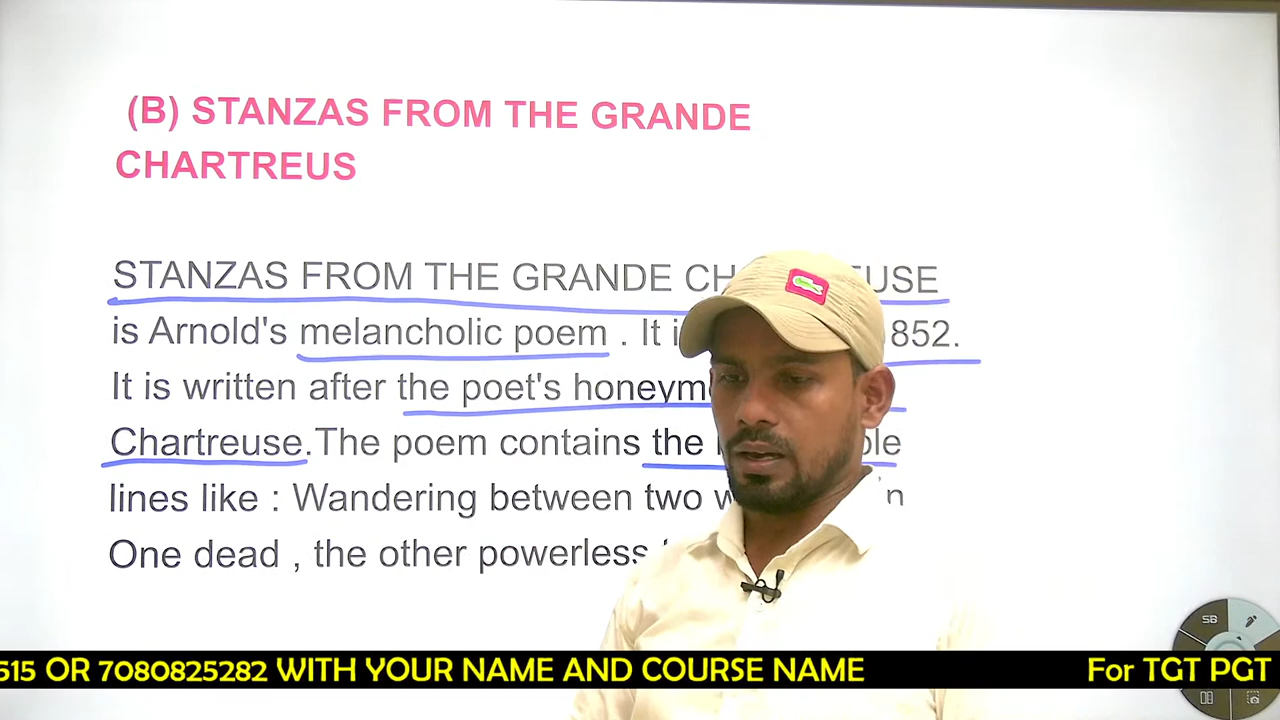 (B) STANZAS FROM THE GRANDE
CHARTREUS
STANZAS FROM THE GRANDE CH USE
is Arnold's melancholic poem . It i 852.
It is written after the poet's honeym
Chartreuse.The poem contains the ble
lines like : Wandering between two w 'n
One dead , the other powerless
515 OR 7080825282 WITH YOUR NAME AND COURSE NAME For TGT PGT
SB